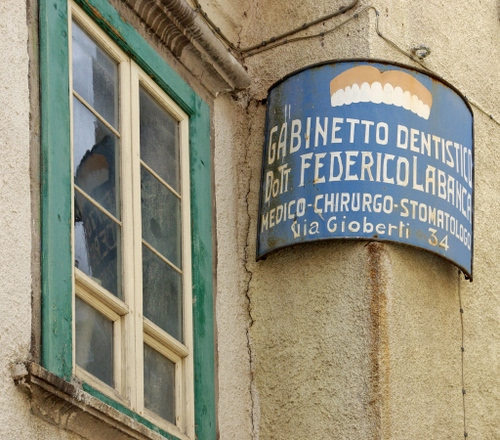 GABINETTO DENTISTICO
DOTT FEDERICO LABANCA
MEDICO-CHIRURGO-STOMATOLOGO
Via Gioberti 34